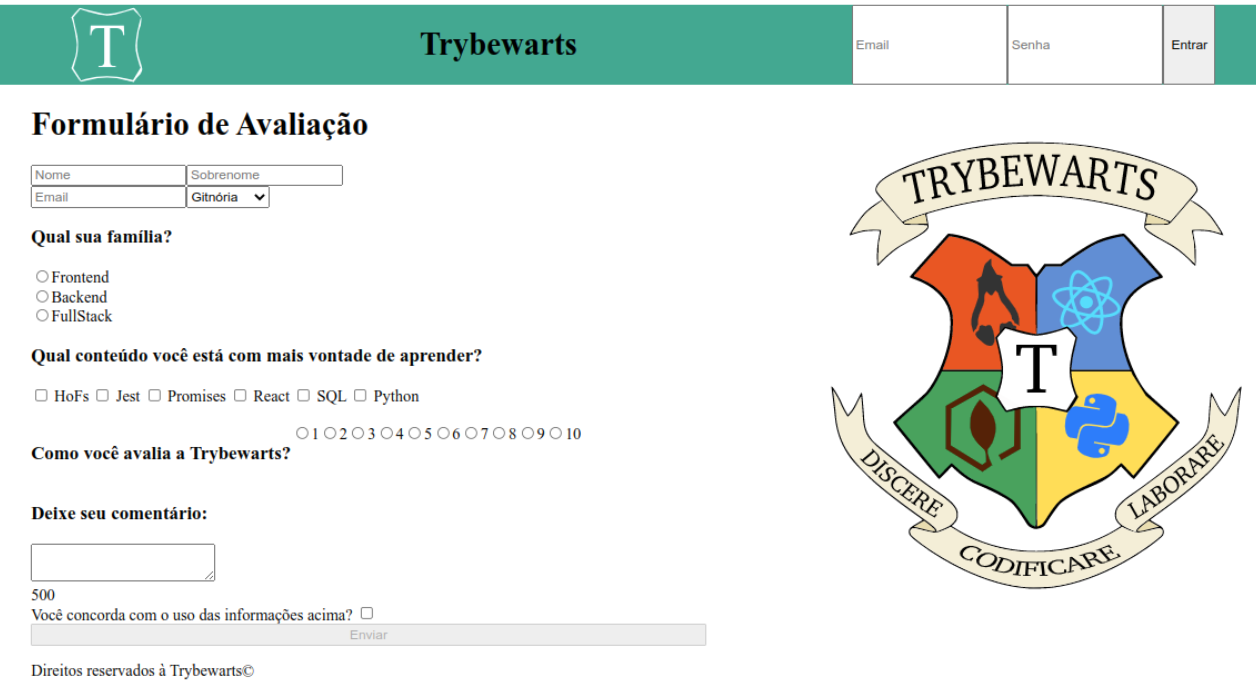 T
Trybewarts
Email Senha Entrar
Formulário de Avaliação
Nome Sobrenome
Email Gitnória
Qual sua família?
Frontend
Backend
FullStack
Qual conteúdo você está com mais vontade de aprender?
HoFs Jest Promises React SQL Python
1 2 3 4 5 6 7 8 9 10
Como você avalia a Trybewarts?
Deixe seu comentário:
500
Você concorda com o uso das informações acima?
Enviar
Direitos reservados à Trybewarts©
TRYBEWARTS
T
DISCERE
CODIFICARE
LABORARE